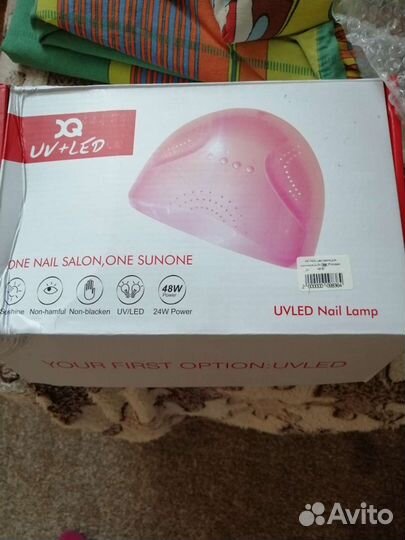 XQ
UV+LED
ONE NAIL SALON,ONE SUNONE
48W
Power
Non-harmful
Non-blacken
UV/LED
24W Power
UVLED Nail Lamp
YOUR FIRST OPTION:UVLED
Avito